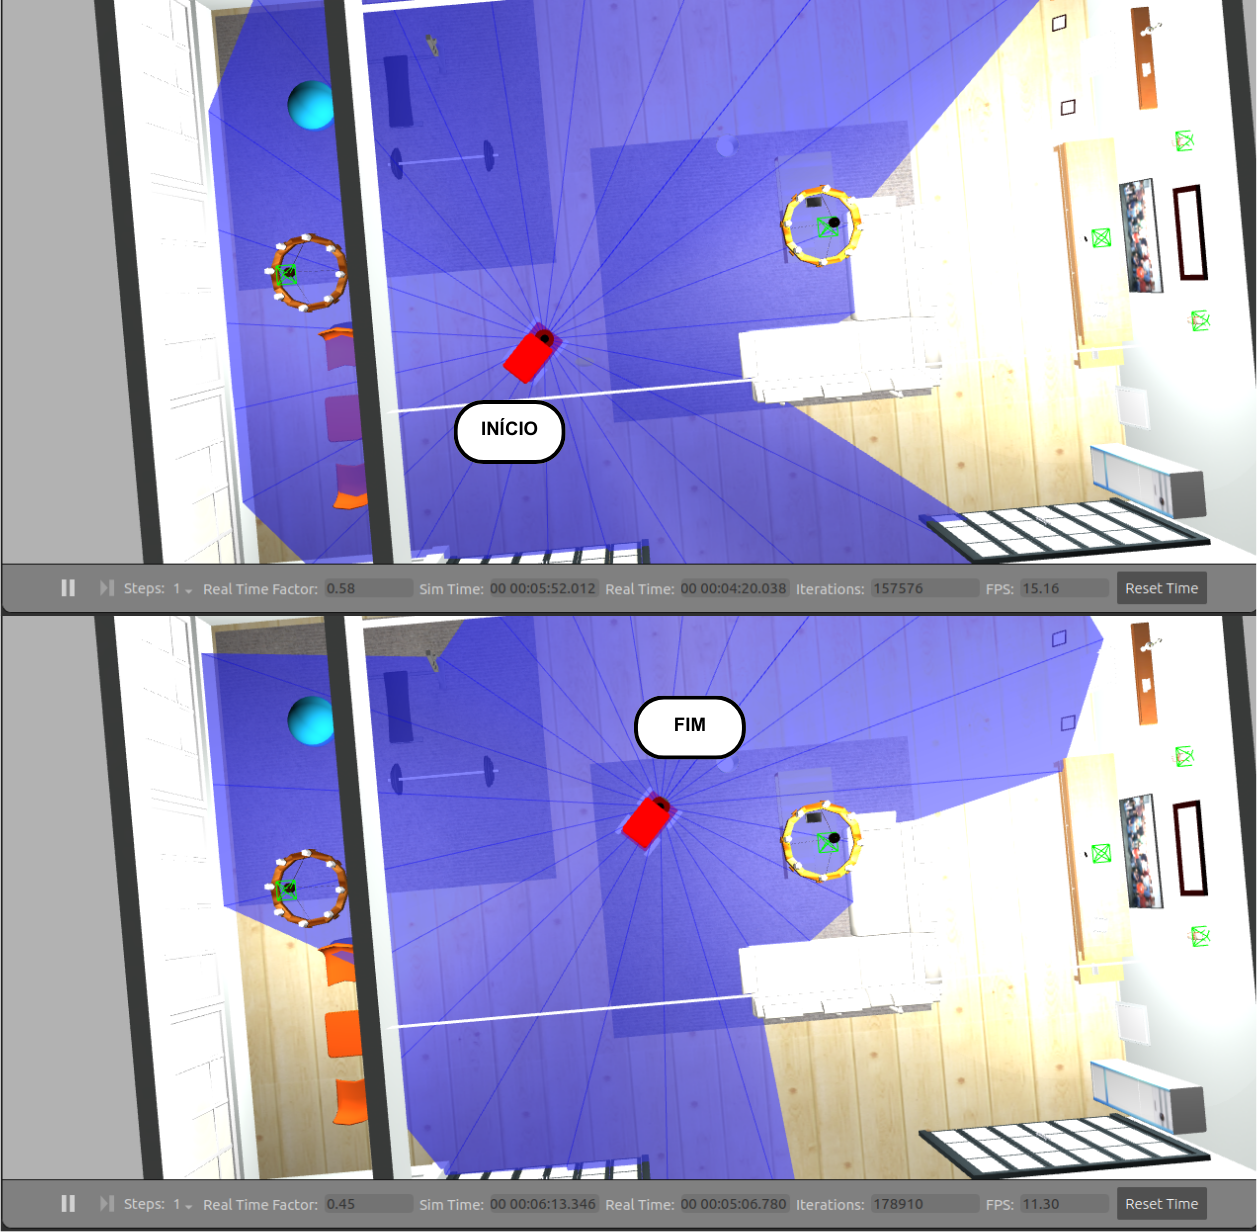 INÍCIO
Steps: 1 Real Time Factor: 0.58 Sim Time: 00 00:05:52.012 Real Time: 00 00:04:20.038 Iterations: 157576 FPS: 15.16 Reset Time
FIM
Steps: 1 Real Time Factor: 0.45 Sim Time: 00 00:06:13.346 Real Time: 00 00:05:06.780 Iterations: 178910 FPS: 11.30 Reset Time